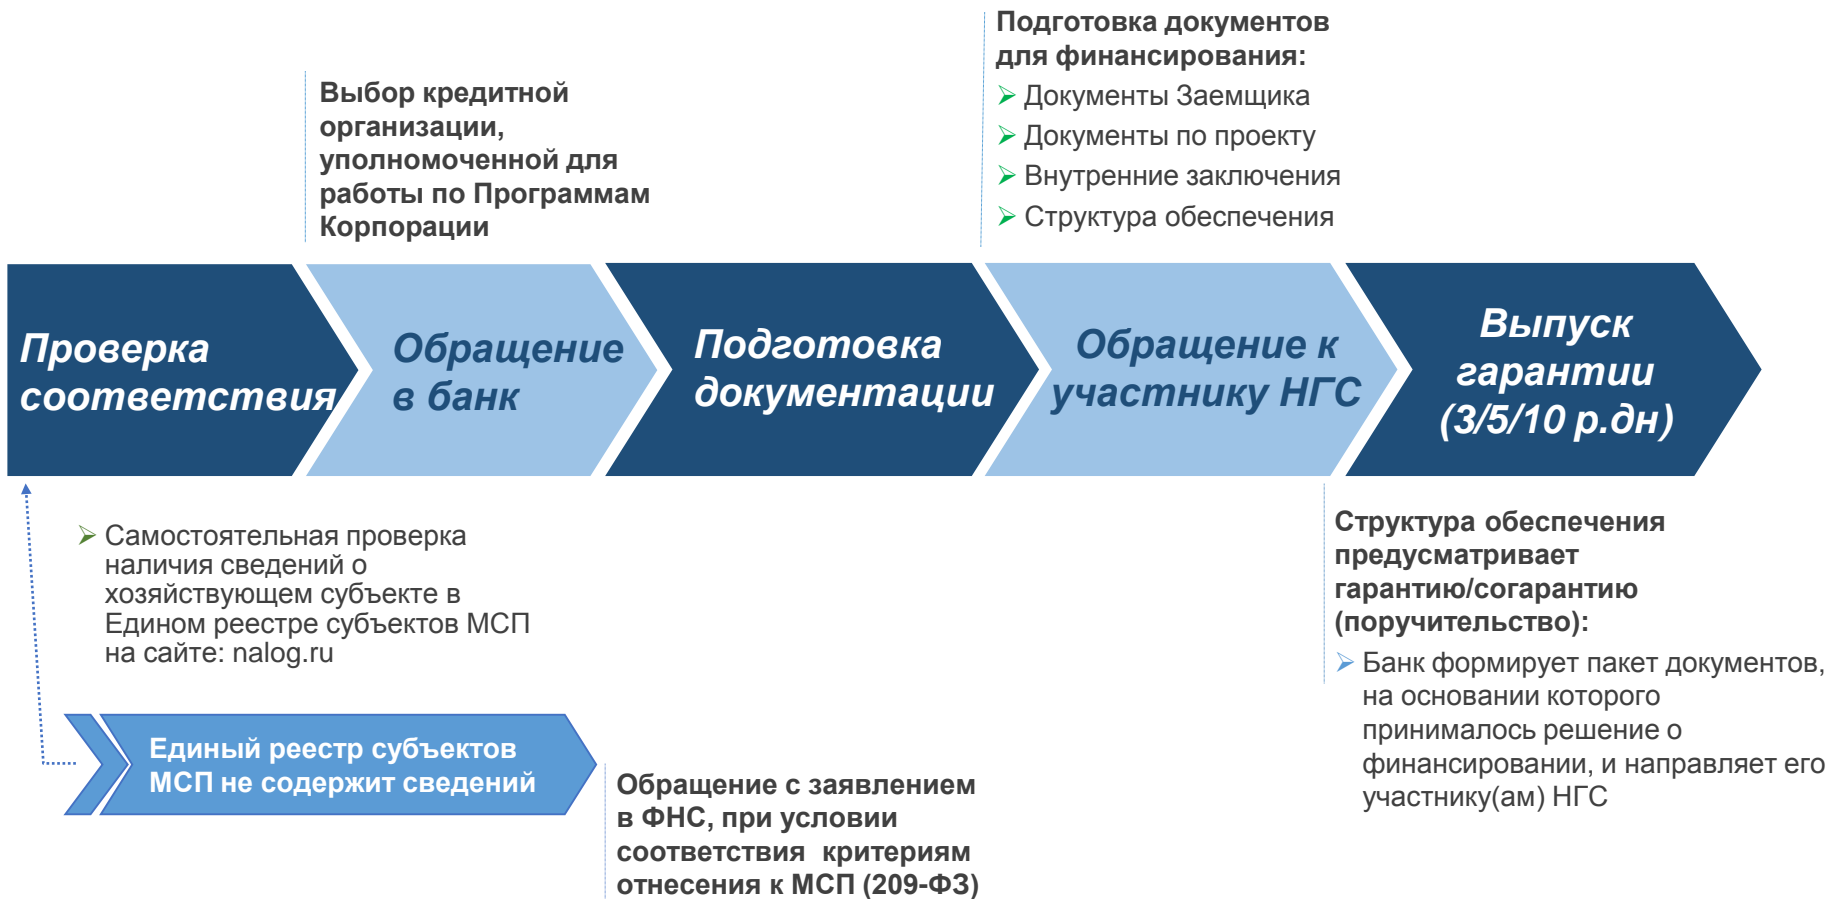 Выбор кредитной
организации,
уполномоченной для
работы по Программам
Корпорации
Подготовка документов
для финансирования:
Документы Заемщика
Документы по проекту
Внутренние заключения
Структура обеспечения
Проверка
соответствия
Обращение
в банк
Подготовка
документации
Обращение к
участнику НГС
Выпуск
гарантии
(3/5/10 р.дн)
Самостоятельная проверка
наличия сведений о
хозяйствующем субъекте в
Едином реестре субъектов МСП
на сайте: nalog.ru
Единый реестр субъектов
МСП не содержит сведений
Обращение с заявлением
в ФНС, при условии
соответствия критериям
отнесения к МСП (209-ФЗ)
Структура обеспечения
предусматривает
гарантию/согарантию
(поручительство):
Банк формирует пакет документов,
на основании которого
принималось решение о
финансировании, и направляет его
участнику(ам) НГС